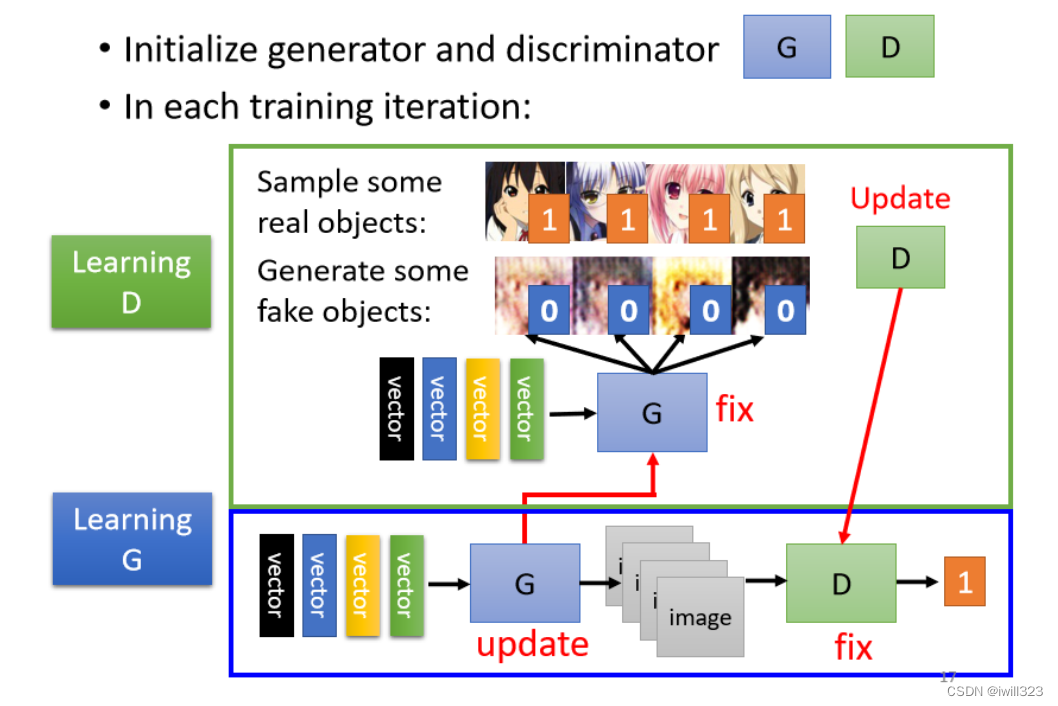 • Initialize generator and discriminator
G
D
• In each training iteration:
Sample some
real objects:
1
1
1
1
Update
D
Learning
D
Generate some
fake objects:
0
0
0
0
vector
vector
vector
vector
G
fix
Learning
G
vector
vector
vector
vector
G
update
i
i
i
image
D
fix
1
17
CSDN @iwill323